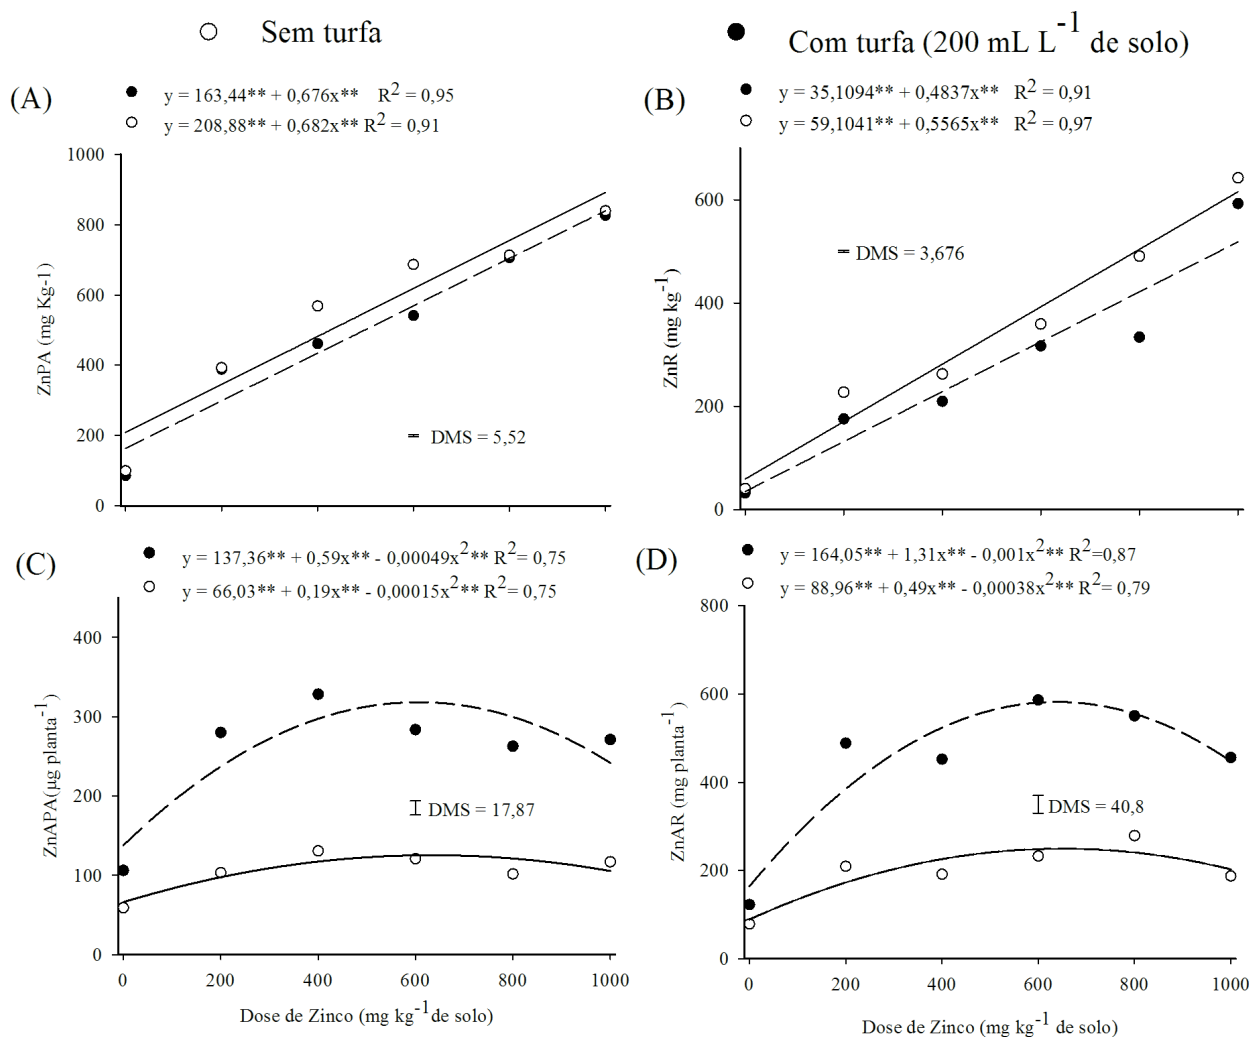 Sem turfa
Com turfa (200 mL L⁻¹ de solo)
(A)
y = 163,44** + 0,676x** R² = 0,95
y = 208,88** + 0,682x** R² = 0,91
1000
800
600
400
200
0
ZnPA (mg Kg-1)
DMS = 5,52
(B)
y = 35,1094** + 0,4837x** R² = 0,91
y = 59,1041** + 0,5565x** R² = 0,97
600
400
200
0
ZnR (mg kg⁻¹)
DMS = 3,676
(C)
y = 137,36** + 0,59x** - 0,00049x²** R² = 0,75
y = 66,03** + 0,19x** - 0,00015x²** R² = 0,75
400
300
200
100
0
ZnAPA(µg planta⁻¹)
DMS = 17,87
0 200 400 600 800 1000
Dose de Zinco (mg kg⁻¹ de solo)
(D)
y = 164,05** + 1,31x** - 0,001x²** R²=0,87
y = 88,96** + 0,49x** - 0,00038x²** R²= 0,79
800
600
400
200
0
ZnAR (mg planta⁻¹)
DMS = 40,8
0 200 400 600 800 1000
Dose de Zinco (mg kg⁻¹ de solo)